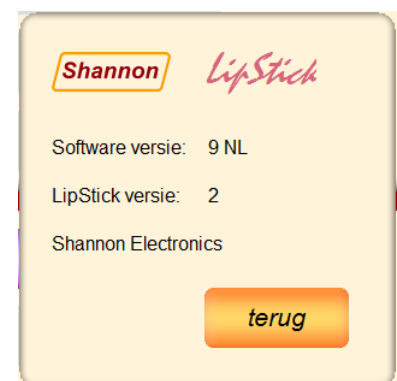 Shannon LipStick
Software versie: 9 NL
LipStick versie: 2
Shannon Electronics
terug